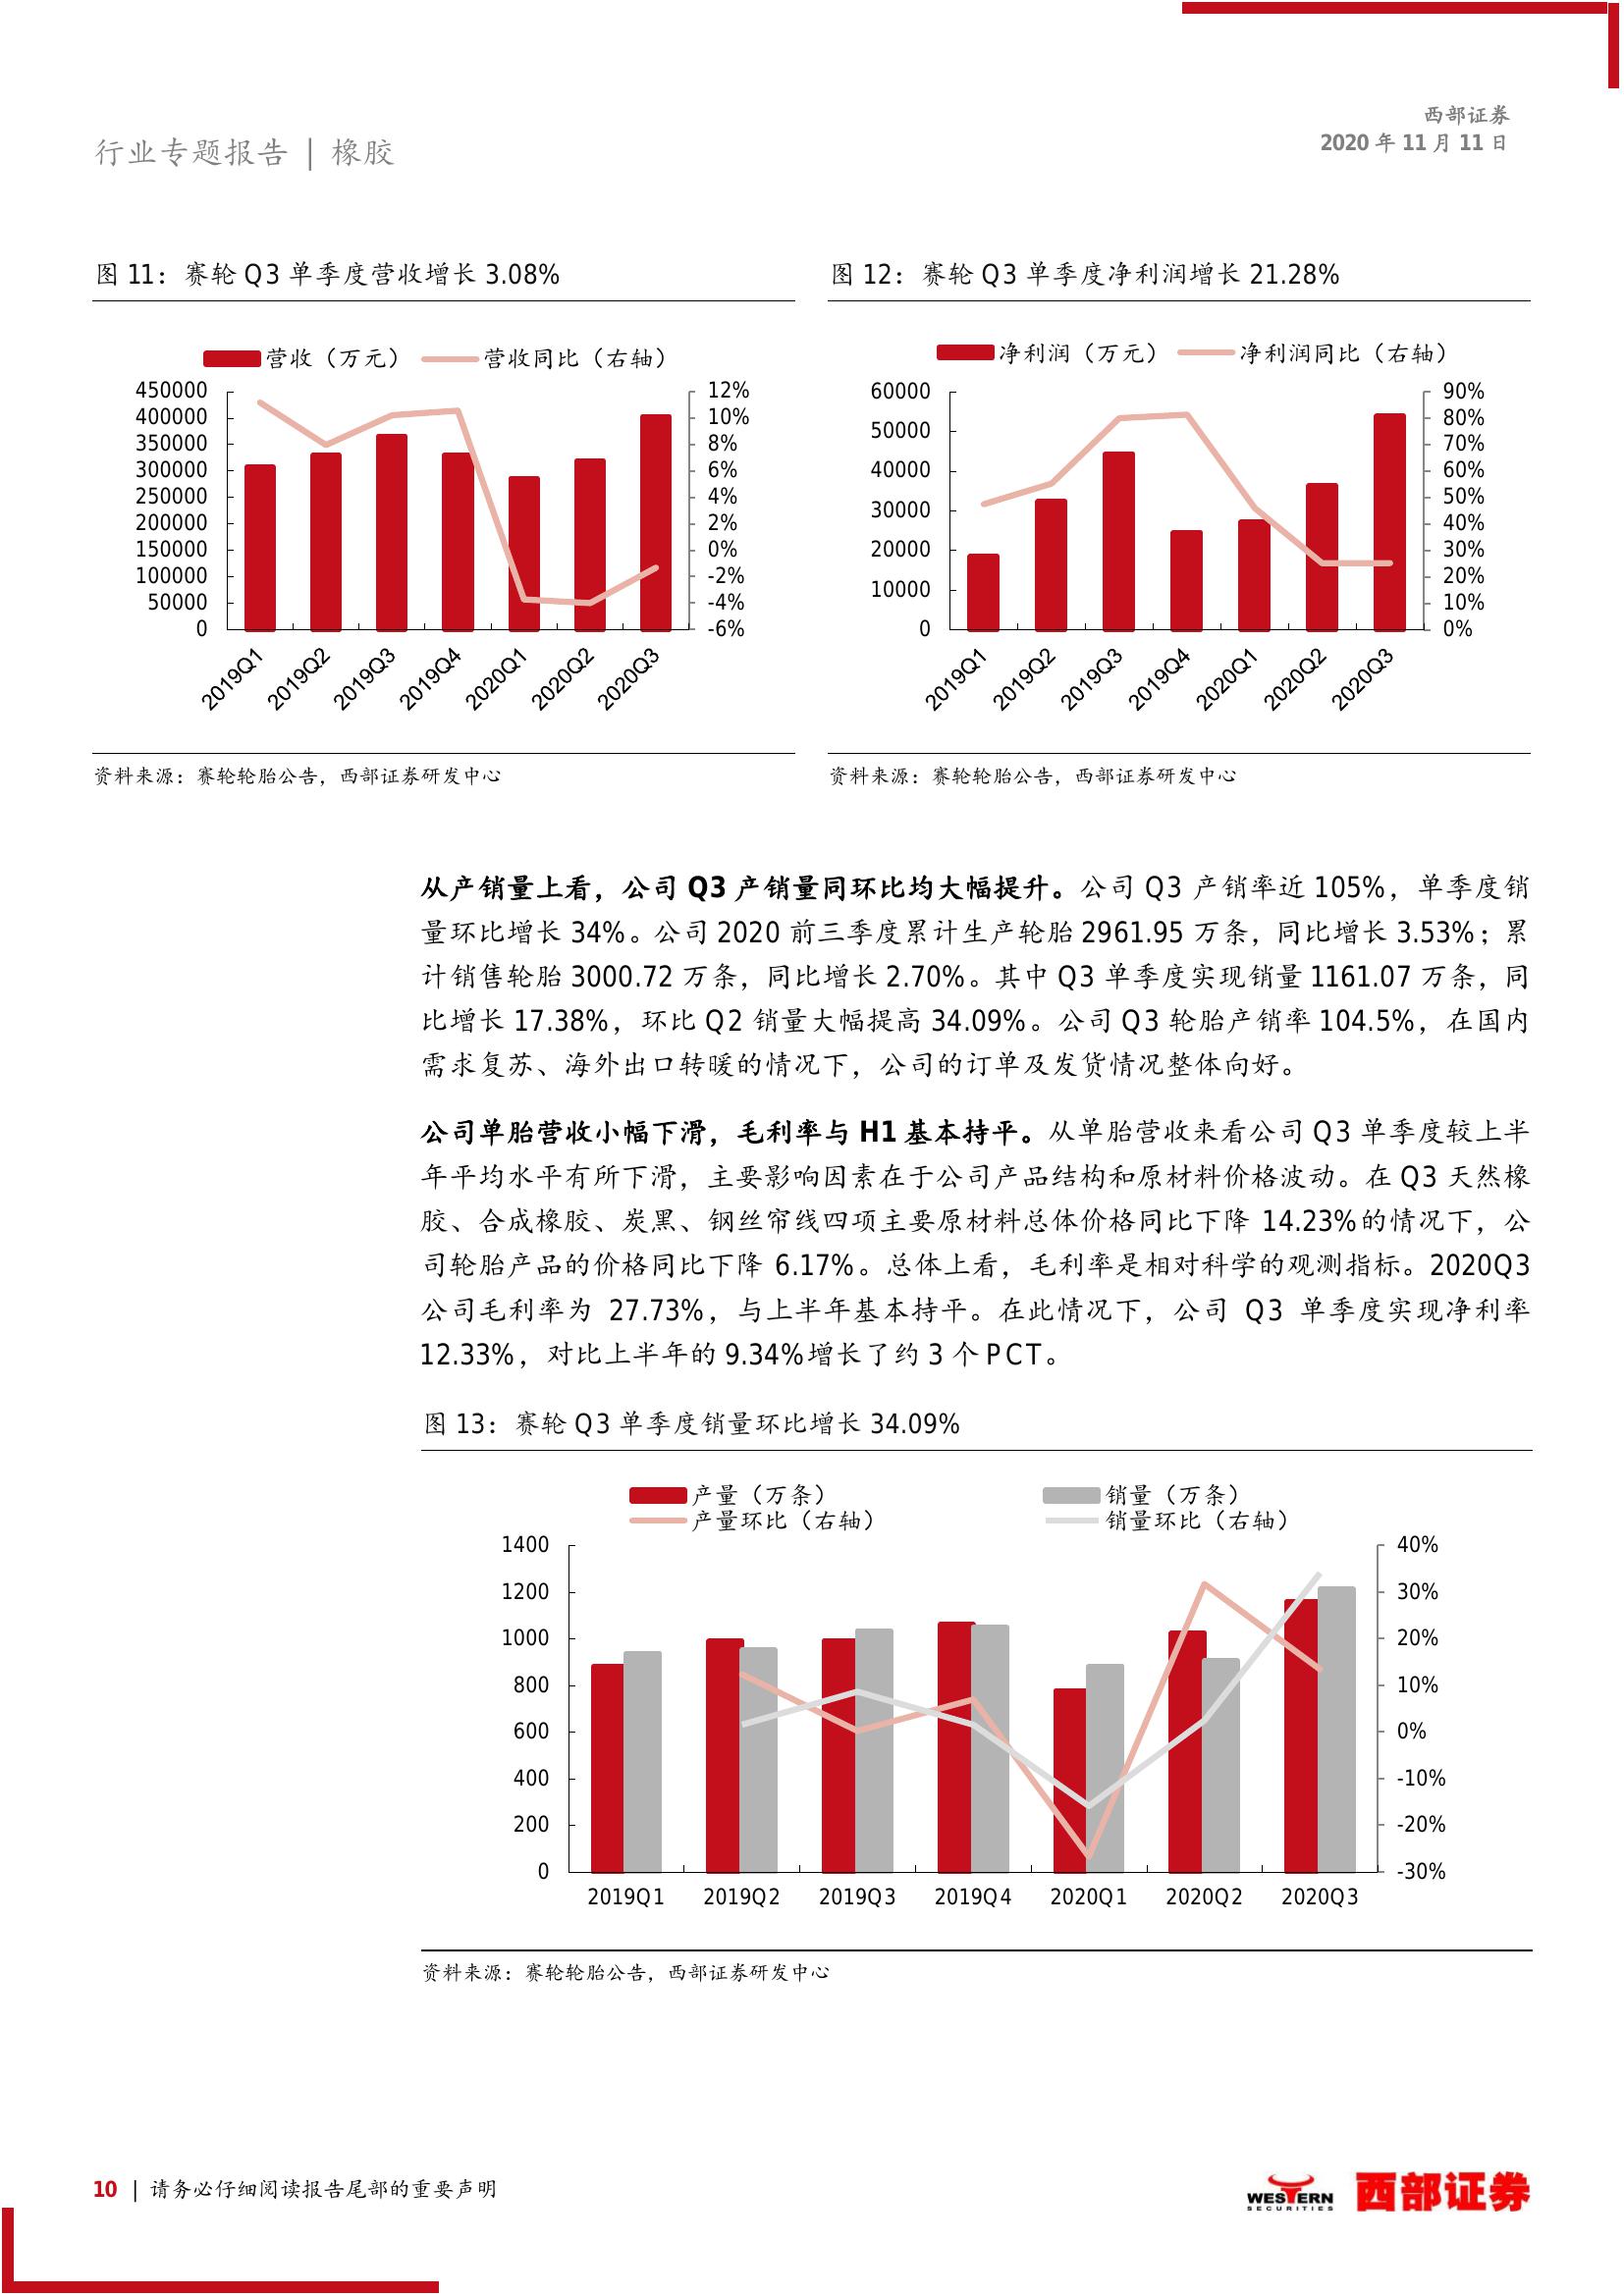 西部证券
2020 年 11 月 11 日
行业专题报告 | 橡胶
图 11：赛轮 Q3 单季度营收增长 3.08%
图 12：赛轮 Q3 单季度净利润增长 21.28%
营收（万元） 营收同比（右轴）
450000
400000
350000
300000
250000
200000
150000
100000
50000
0
12%
10%
8%
6%
4%
2%
0%
-2%
-4%
-6%
2019Q1 2019Q2 2019Q3 2019Q4 2020Q1 2020Q2 2020Q3
净利润（万元） 净利润同比（右轴）
60000
50000
40000
30000
20000
10000
0
90%
80%
70%
60%
50%
40%
30%
20%
10%
0%
2019Q1 2019Q2 2019Q3 2019Q4 2020Q1 2020Q2 2020Q3
资料来源：赛轮轮胎公告，西部证券研发中心
资料来源：赛轮轮胎公告，西部证券研发中心
从产销量上看，公司 Q3 产销量同环比均大幅提升。公司 Q3 产销率近 105%，单季度销
量环比增长 34%。公司 2020 前三季度累计生产轮胎 2961.95 万条，同比增长 3.53%；累
计销售轮胎 3000.72 万条，同比增长 2.70%。其中 Q3 单季度实现销量 1161.07 万条，同
比增长 17.38%，环比 Q2 销量大幅提高 34.09%。公司 Q3 轮胎产销率 104.5%，在国内
需求复苏、海外出口转暖的情况下，公司的订单及发货情况整体向好。
公司单胎营收小幅下滑，毛利率与 H1 基本持平。从单胎营收来看公司 Q3 单季度较上半
年平均水平有所下滑，主要影响因素在于公司产品结构和原材料价格波动。在 Q3 天然橡
胶、合成橡胶、炭黑、钢丝帘线四项主要原材料总体价格同比下降 14.23%的情况下，公
司轮胎产品的价格同比下降 6.17%。总体上看，毛利率是相对科学的观测指标。2020Q3
公司毛利率为 27.73%，与上半年基本持平。在此情况下，公司 Q3 单季度实现净利率
12.33%，对比上半年的 9.34%增长了约 3 个 PCT。
图 13：赛轮 Q3 单季度销量环比增长 34.09%
产量（万条） 销量（万条）
产量环比（右轴） 销量环比（右轴）
1400
1200
1000
800
600
400
200
0
40%
30%
20%
10%
0%
-10%
-20%
-30%
2019Q1 2019Q2 2019Q3 2019Q4 2020Q1 2020Q2 2020Q3
资料来源：赛轮轮胎公告，西部证券研发中心
10 | 请务必仔细阅读报告尾部的重要声明
WESTERN
SECURITIES
西部证券